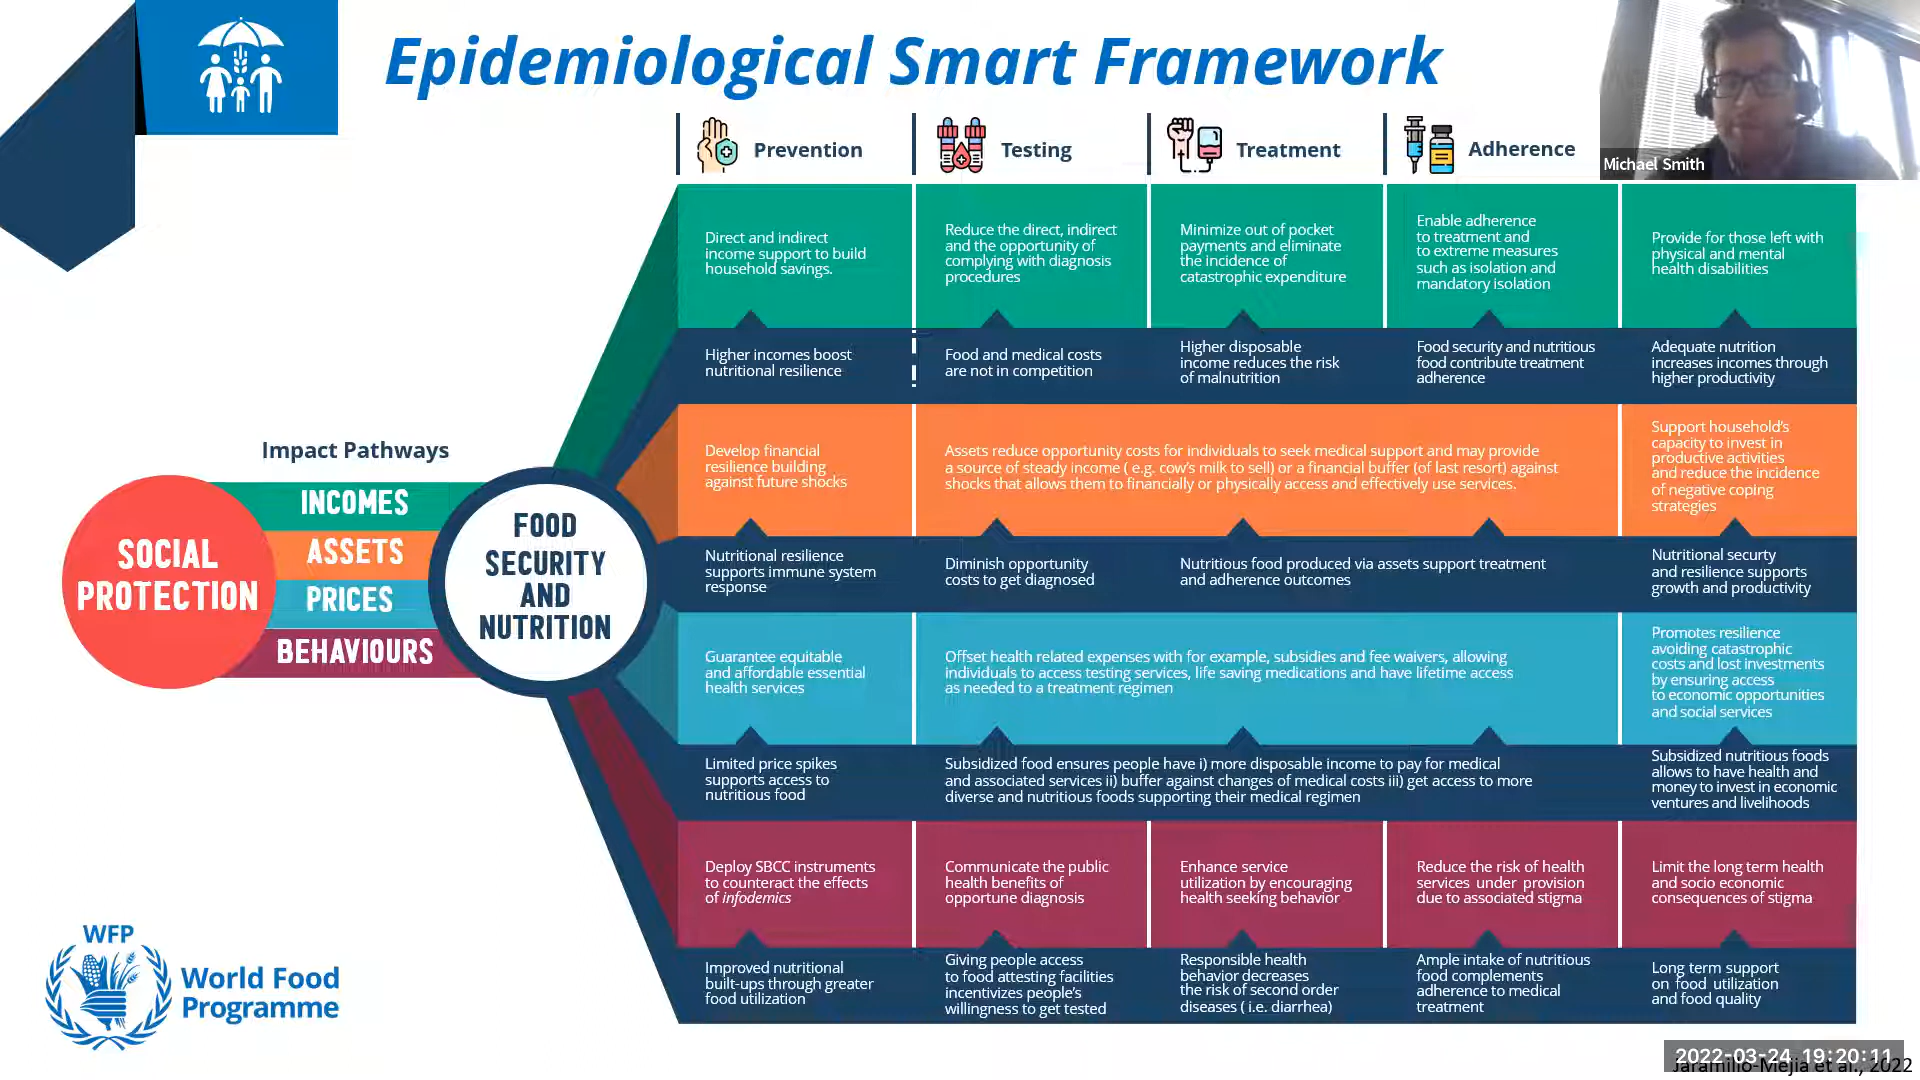 Epidemiological Smart Framework
Michael Smith
Prevention
Testing
Treatment
Adherence
Direct and indirect
income support to build
household savings.
Reduce the direct, indirect
and the opportunity of
complying with diagnosis
procedures
Minimize out of pocket
payments and eliminate
the incidence of
catastrophic expenditure
Enable adherence
to treatment and
to extreme measures
such as isolation and
mandatory isolation
Provide for those left with
physical and mental
health disabilities
Higher incomes boost
nutritional resilience
Food and medical costs
are not in competition
Higher disposable
income reduces the risk
of malnutrition
Food security and nutritious
food contribute treatment
adherence
Adequate nutrition
increases incomes through
higher productivity
Develop financial
resilience building
against future shocks
Assets reduce opportunity costs for individuals to seek medical support and may provide
a source of steady income ( e.g. cow's milk to sell) or a financial buffer (of last resort) against
shocks that allows them to financially or physically access and effectively use services.
Support household's
capacity to invest in
productive activities
and reduce the incidence
of negative coping
strategies
Nutritional resilience
supports immune system
response
Diminish opportunity
costs to get diagnosed
Nutritious food produced via assets support treatment
and adherence outcomes
Nutritional securty
and resilience supports
growth and productivity
Guarantee equitable
and affordable essential
health services
Offset health related expenses with for example, subsidies and fee waivers, allowing
individuals to access testing services, life saving medications and have lifetime access
as needed to a treatment regimen
Promotes resilience
avoiding catastrophic
costs and lost investments
by ensuring access
to economic opportunities
and social services
Limited price spikes
supports access to
nutritious food
Subsidized food ensures people have i) more disposable income to pay for medical
and associated services ii) buffer against changes of medical costs iii) get access to more
diverse and nutritious foods supporting their medical regimen
Subsidized nutritious foods
allows to have health and
money to invest in economic
ventures and livelihoods
Deploy SBCC instruments
to counteract the effects
of infodemics
Communicate the public
health benefits of
opportune diagnosis
Enhance service
utilization by encouraging
health seeking behavior
Reduce the risk of health
services under provision
due to associated stigma
Limit the long term health
and socio economic
consequences of stigma
Improved nutritional
built-ups through greater
food utilization
Giving people access
to food attesting facilities
incentivizes people's
willingness to get tested
Responsible health
behavior decreases
the risk of second order
diseases ( i.e. diarrhea)
Ample intake of nutritious
food complements
adherence to medical
treatment
Long term support
on food utilization
and food quality
Impact Pathways
SOCIAL
PROTECTION
INCOMES
ASSETS
PRICES
BEHAVIOURS
FOOD
SECURITY
AND
NUTRITION
WFP
World Food
Programme
2022-03-24 19:20:11
Jaramillo-Mejia et al., 2022